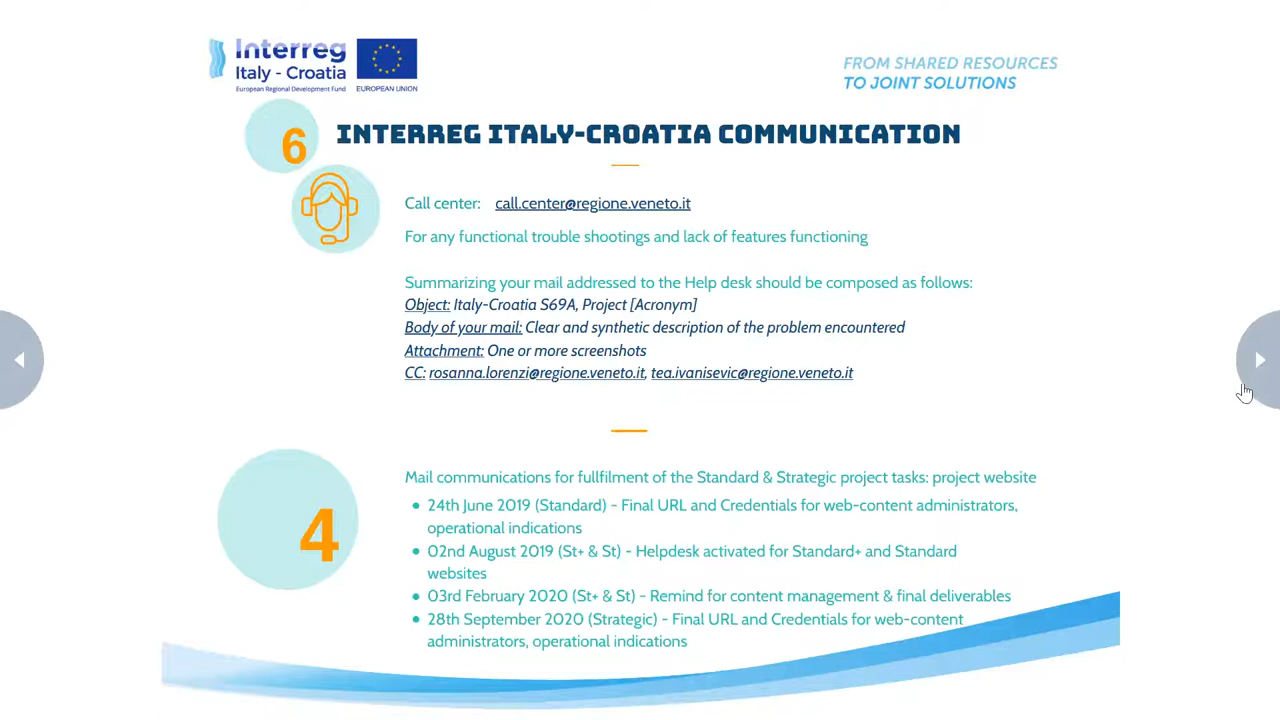 Interreg
Italy - Croatia
European Regional Development Fund
EUROPEAN UNION
FROM SHARED RESOURCES
TO JOINT SOLUTIONS
6
INTERREG ITALY-CROATIA COMMUNICATION
Call center: call.center@regione.veneto.it
For any functional trouble shootings and lack of features functioning
Summarizing your mail addressed to the Help desk should be composed as follows:
Object: Italy-Croatia S69A, Project [Acronym]
Body of your mail: Clear and synthetic description of the problem encountered
Attachment: One or more screenshots
CC: rosanna.lorenzi@regione.veneto.it, tea.ivanisevic@regione.veneto.it
4
Mail communications for fullfilment of the Standard & Strategic project tasks: project website
• 24th June 2019 (Standard) - Final URL and Credentials for web-content administrators,
operational indications
• 02nd August 2019 (St+ & St) - Helpdesk activated for Standard+ and Standard
websites
• 03rd February 2020 (St+ & St) - Remind for content management & final deliverables
• 28th September 2020 (Strategic) - Final URL and Credentials for web-content
administrators, operational indications